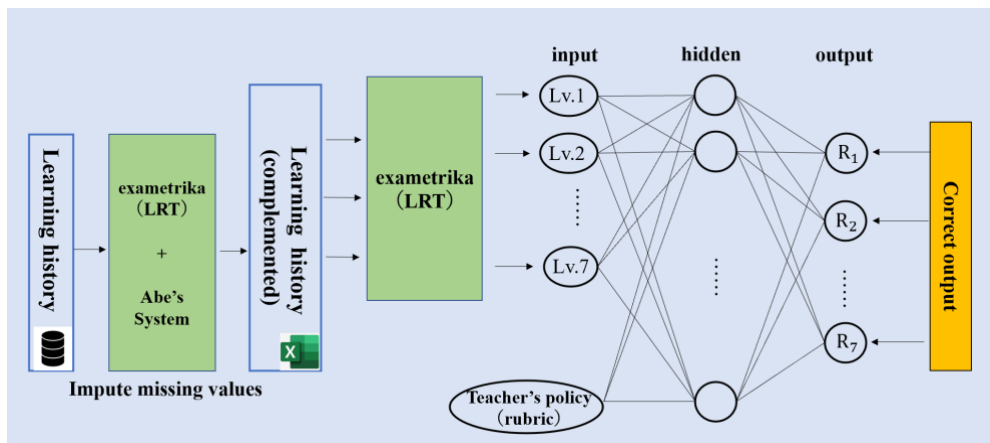 Learning history
exametrika
（LRT）
+
Abe's
System
Impute missing values
Learning history
(complemented)
X
exametrika
（LRT）
input
hidden
output
Lv.1
Lv.2
......
Lv.7
Teacher's policy
（rubric）
......
R₁
R₂
......
R₇
Correct output